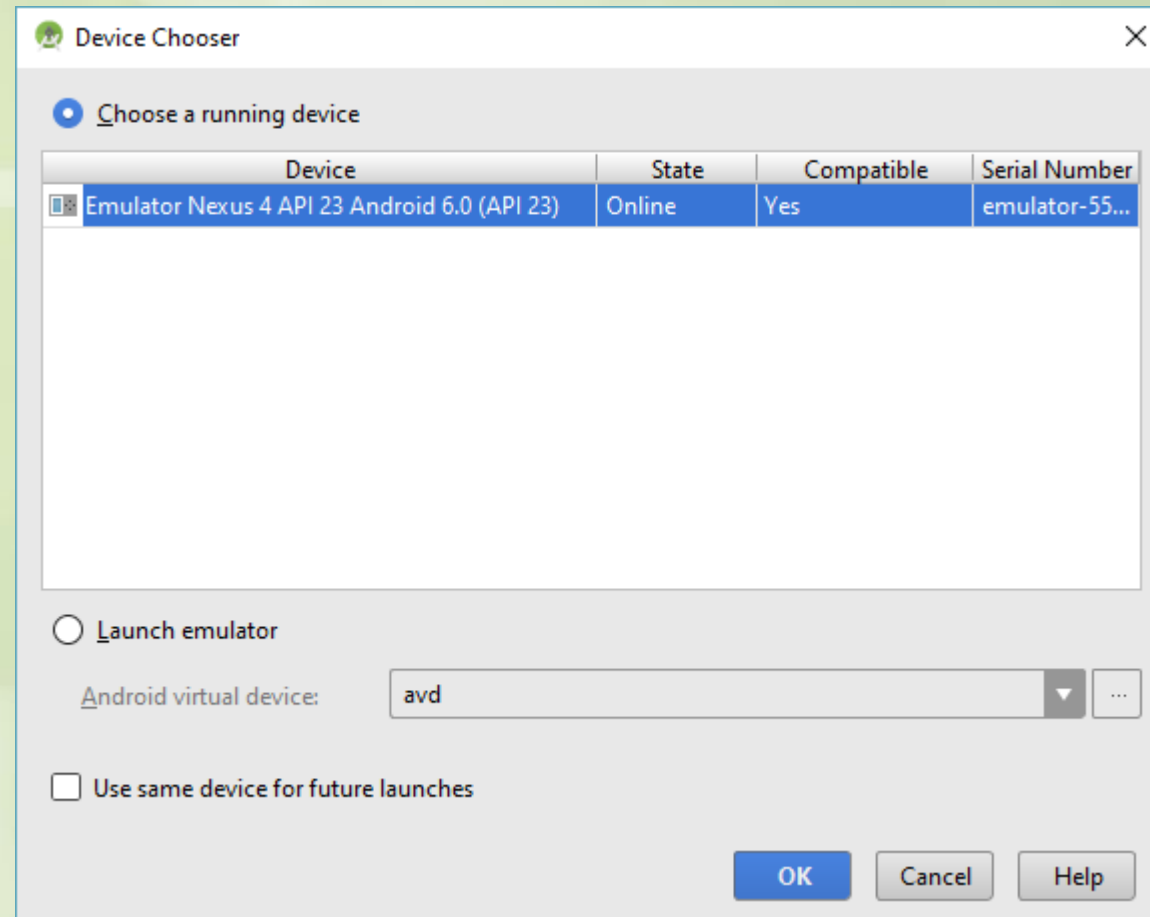 Device Chooser
Choose a running device
Device State Compatible Serial Number
Emulator Nexus 4 API 23 Android 6.0 (API 23) Online Yes emulator-55...
Launch emulator
Android virtual device: avd ...
Use same device for future launches
OK Cancel Help